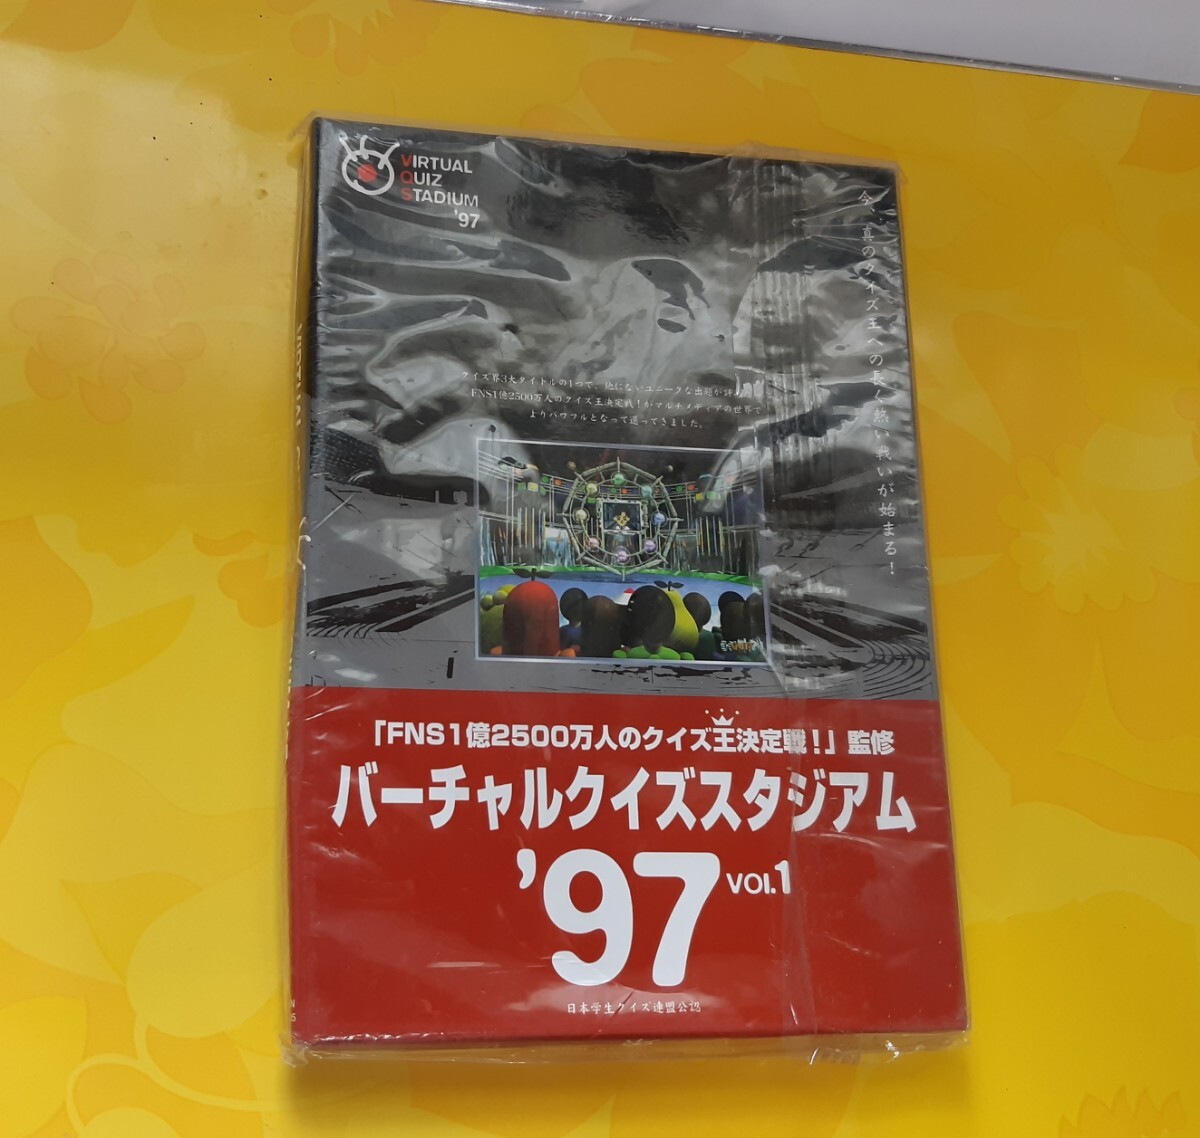 VIRTUAL
QUIZ
STADIUM
'97
今、真のクイズ王への長く熱い戦いが始まる!
クイズ界3大タイトルの1つで、他にないユニークな出題が評
FNS1億2500万人のクイズ王決定戦!がマルチメディアの世界で
よりパワフルとなって還ってきました。
「FNS1億2500万人のクイズ王決定戦!」監修
バーチャルクイズスタジアム
'97 VOl.1
日本学生クイズ連盟公認